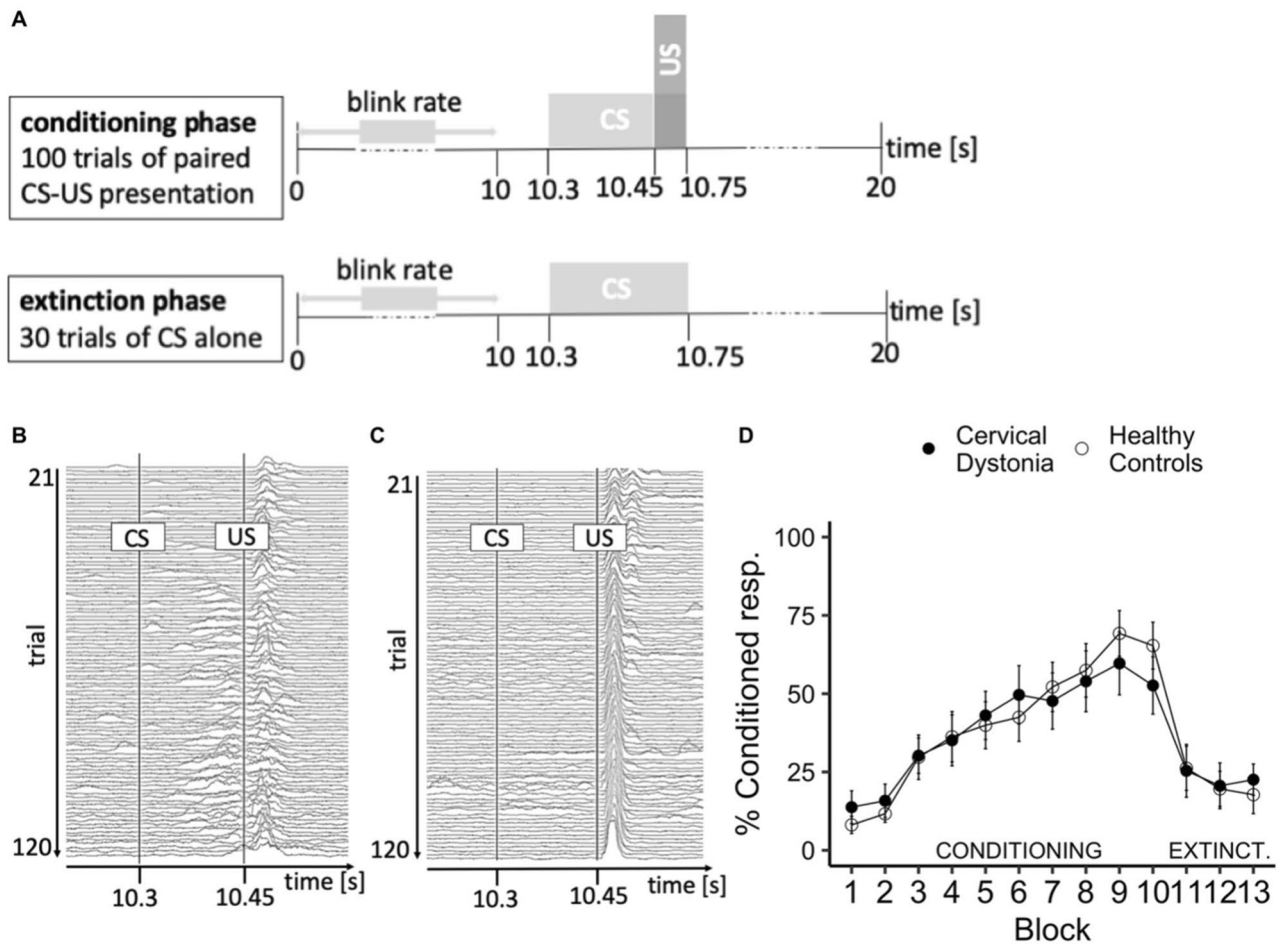 A
US
blink rate
CS
conditioning phase
100 trials of paired
CS-US presentation
time [s]
0
10 10.3 10.45 10.75
20
blink rate
CS
extinction phase
30 trials of CS alone
time [s]
0
10 10.3 10.75
20
B
21
CS US
trial
120
time [s]
10.3 10.45
C
21
CS US
trial
120
time [s]
10.3 10.45
D
Cervical
Dystonia
Healthy
Controls
% Conditioned resp.
100
75
50
25
0
CONDITIONING EXTINCT.
1 2 3 4 5 6 7 8 9 10 11 12 13
Block